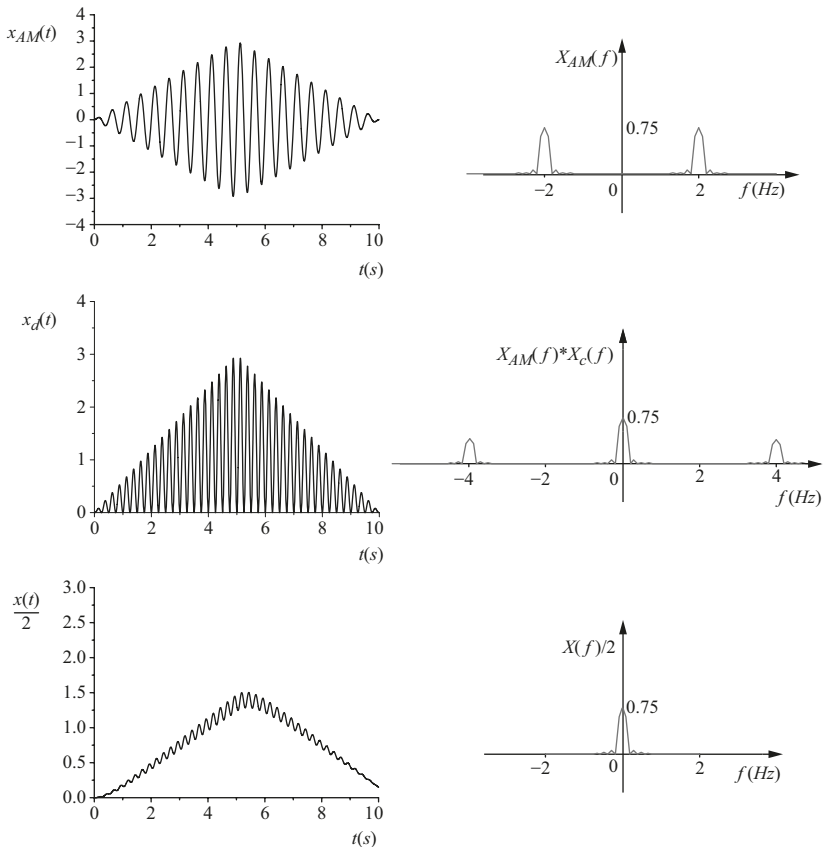 x_AM(t)
4
3
2
1
0
−1
−2
−3
−4
0 2 4 6 8 10
t(s)
X_AM(f)
0.75
−2 0 2 f(Hz)
x_d(t)
4
3
2
1
0
0 2 4 6 8 10
t(s)
X_AM(f)*X_c(f)
0.75
−4 −2 0 2 4
f(Hz)
x(t)
2
3.0
2.5
2.0
1.5
1.0
0.5
0.0
0 2 4 6 8 10
t(s)
X(f)/2
0.75
−2 0 2 f(Hz)